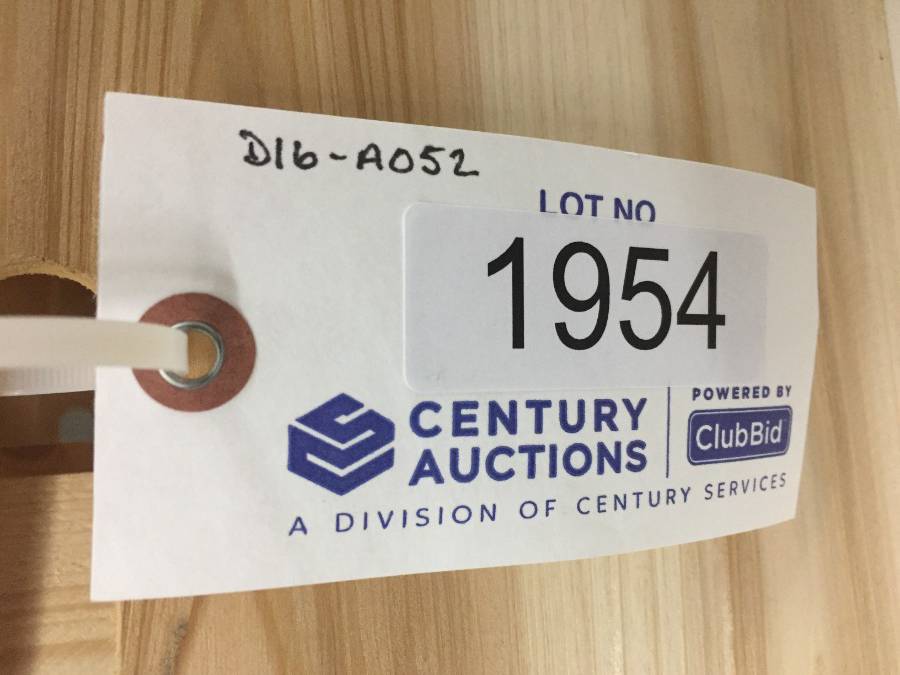 D16-A052
LOT NO
1954
CENTURY
AUCTIONS
POWERED BY
ClubBid
A DIVISION OF CENTURY SERVICES